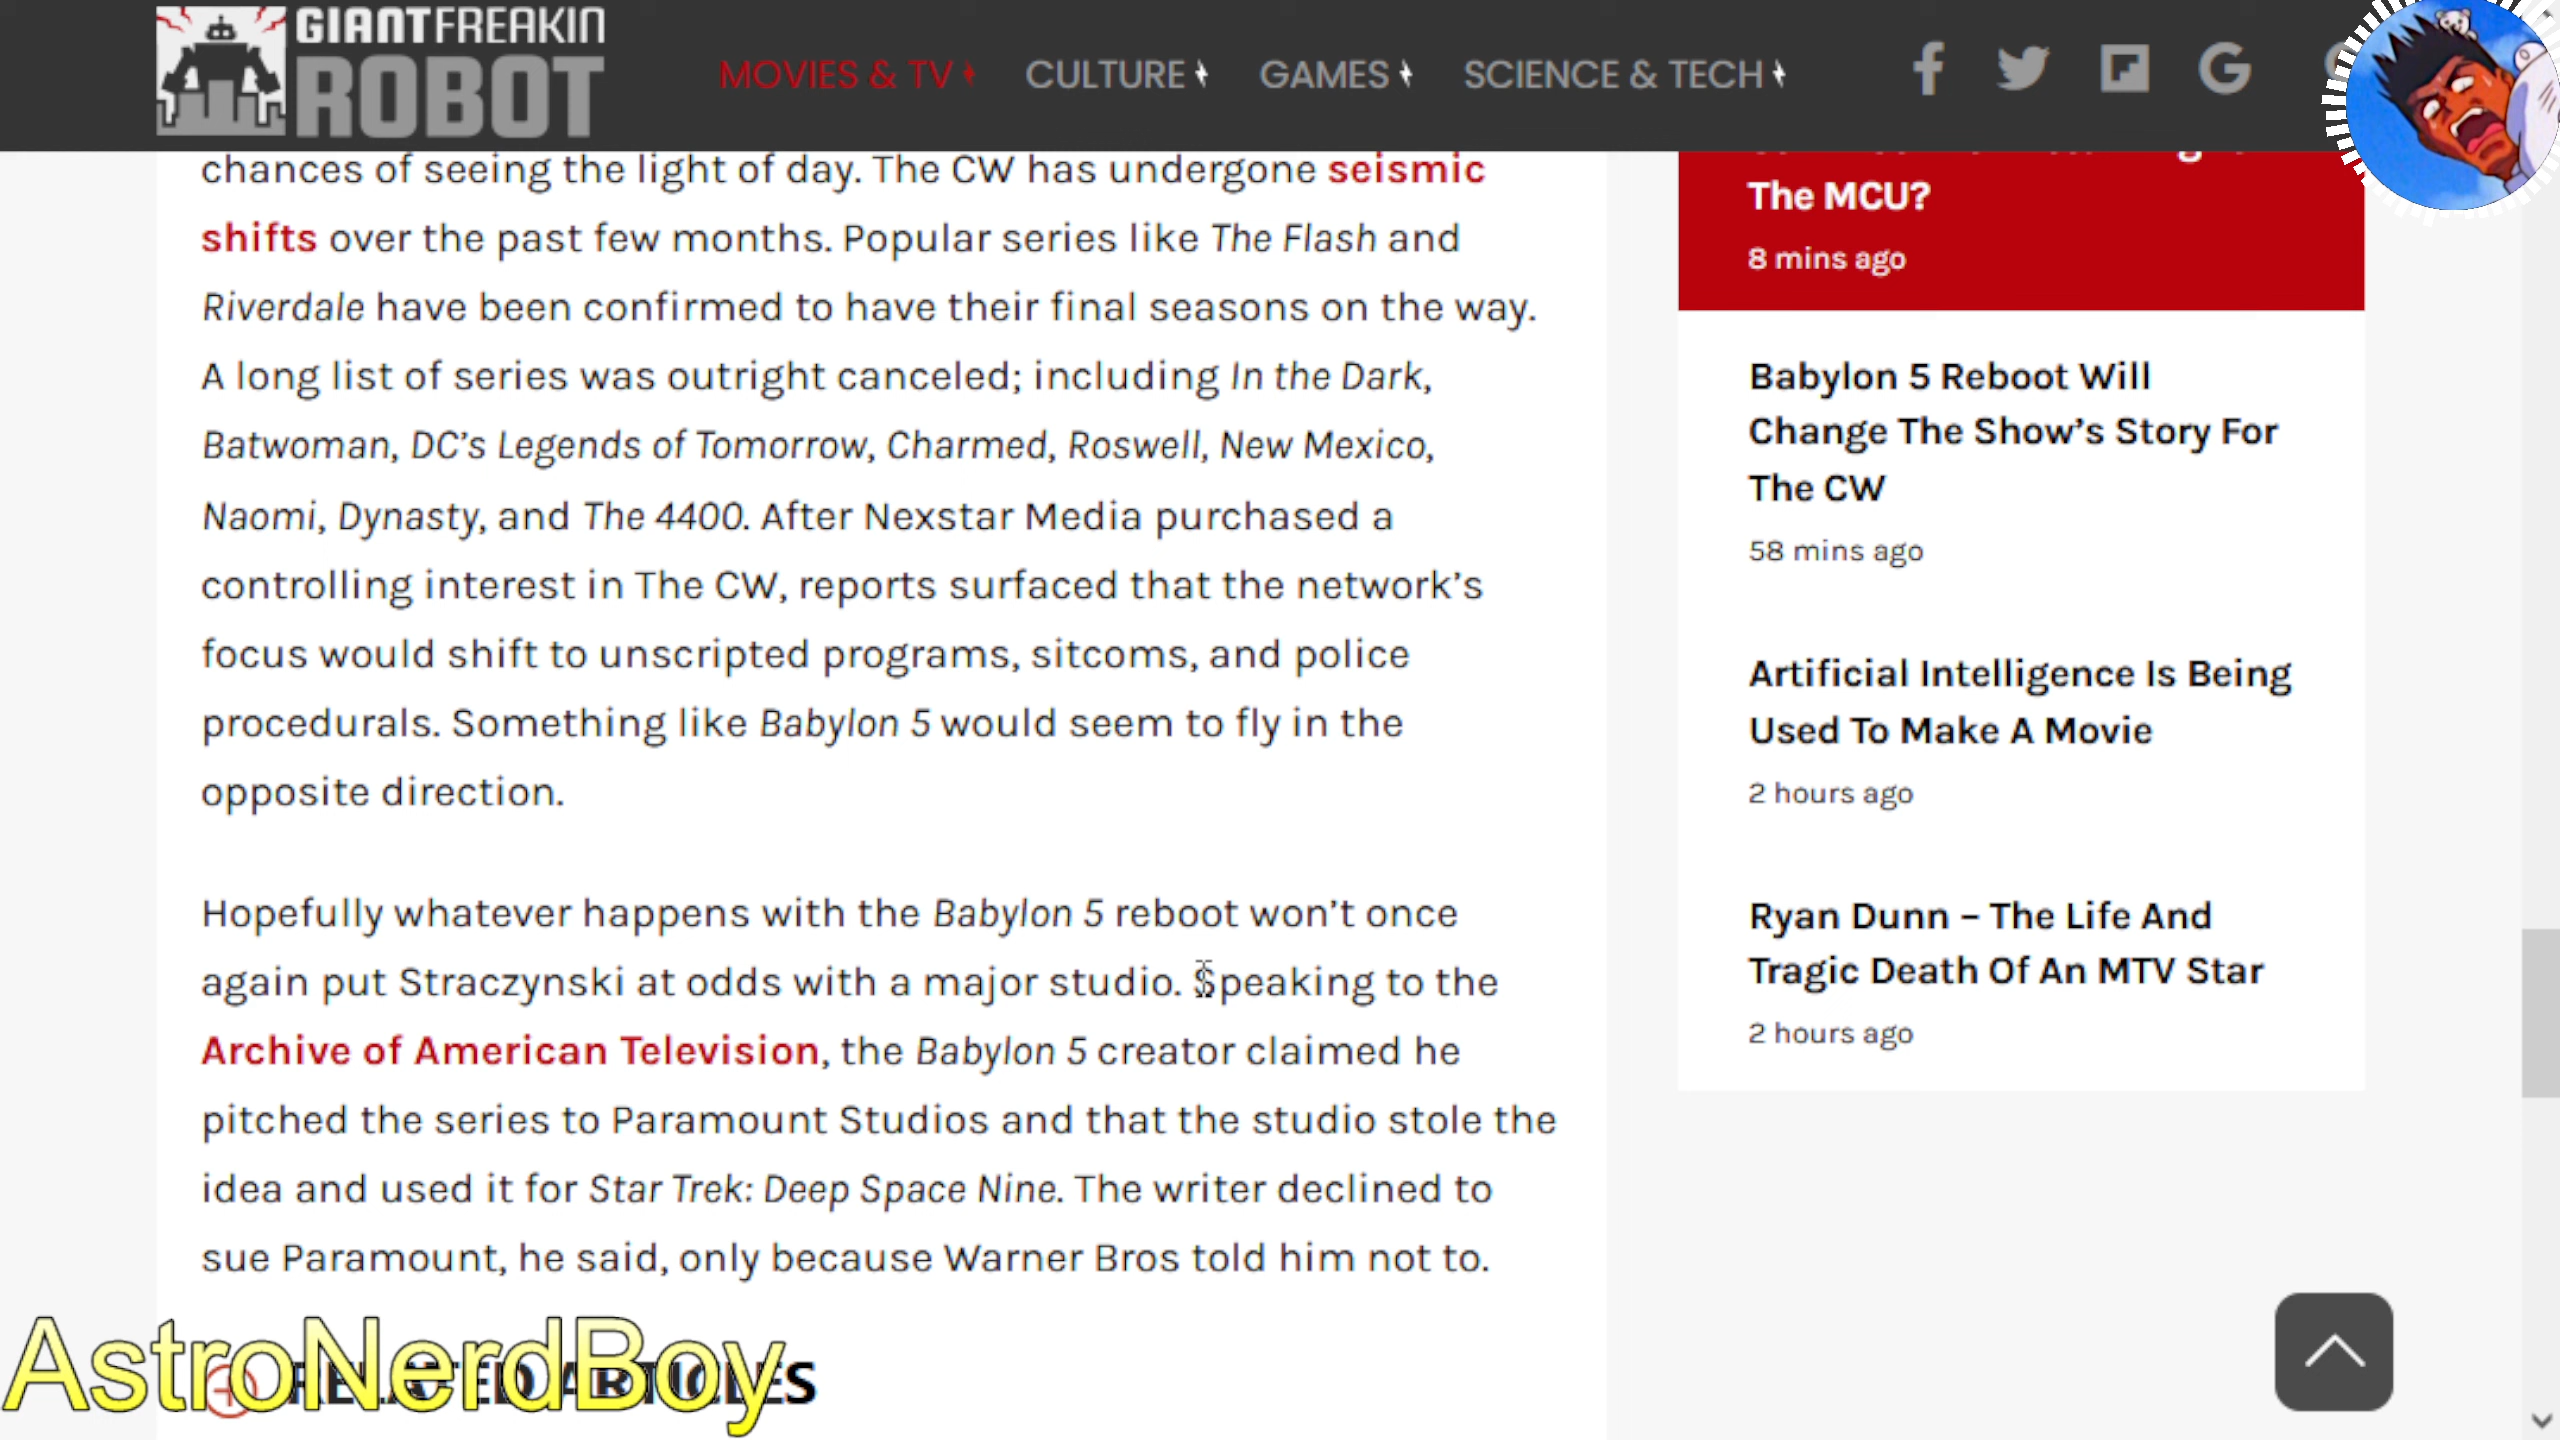 GIANT FREAKIN
ROBOT
MOVIES & TV
CULTURE
GAMES
SCIENCE & TECH
chances of seeing the light of day. The CW has undergone seismic
shifts over the past few months. Popular series like The Flash and
Riverdale have been confirmed to have their final seasons on the way.
A long list of series was outright canceled; including In the Dark,
Batwoman, DC’s Legends of Tomorrow, Charmed, Roswell, New Mexico,
Naomi, Dynasty, and The 4400. After Nexstar Media purchased a
controlling interest in The CW, reports surfaced that the network’s
focus would shift to unscripted programs, sitcoms, and police
procedurals. Something like Babylon 5 would seem to fly in the
opposite direction.
Hopefully whatever happens with the Babylon 5 reboot won’t once
again put Straczynski at odds with a major studio. Speaking to the
Archive of American Television, the Babylon 5 creator claimed he
pitched the series to Paramount Studios and that the studio stole the
idea and used it for Star Trek: Deep Space Nine. The writer declined to
sue Paramount, he said, only because Warner Bros told him not to.
RELATED ARTICLES
AstroNerdBoy
The MCU?
8 mins ago
Babylon 5 Reboot Will
Change The Show’s Story For
The CW
58 mins ago
Artificial Intelligence Is Being
Used To Make A Movie
2 hours ago
Ryan Dunn – The Life And
Tragic Death Of An MTV Star
2 hours ago